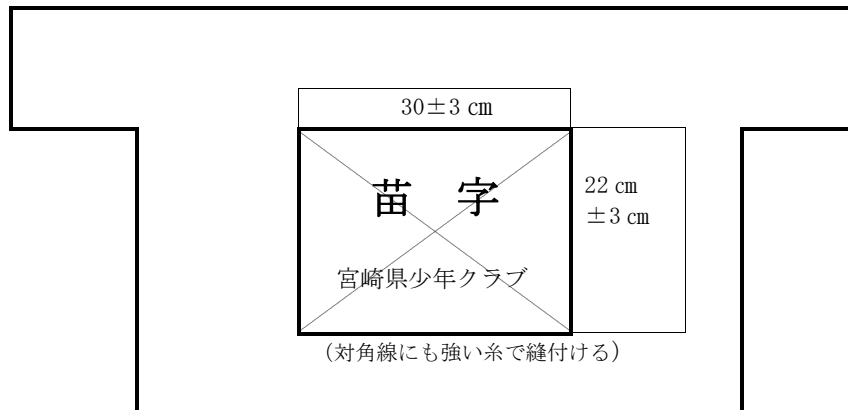 30±3 cm
苗 字
22 cm
±3 cm
宮崎県少年クラブ
（対角線にも強い糸で縫付ける）